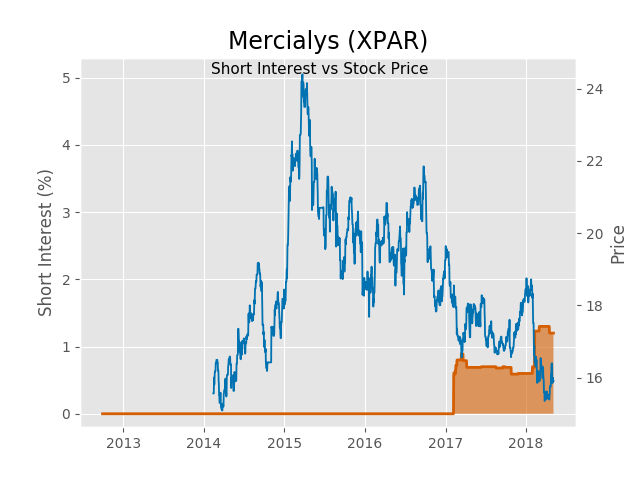 Mercialys (XPAR)
Short Interest vs Stock Price
Short Interest (%)
5
4
3
2
1
0
24
22
20
18
16
Price
2013 2014 2015 2016 2017 2018